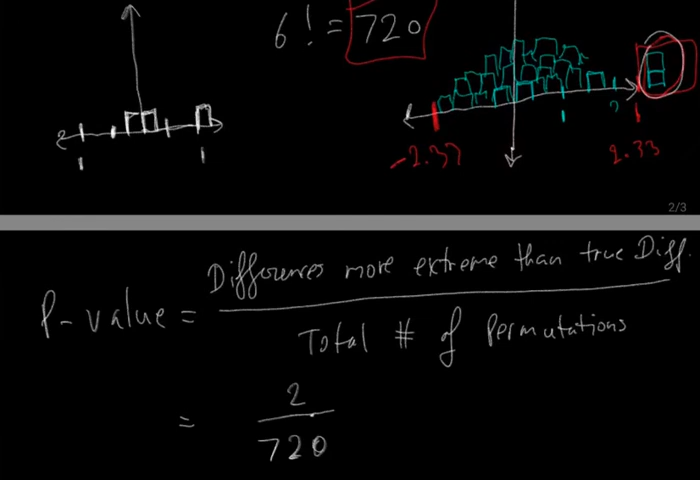 6! = 720
-2.37
2.33
2/3
Differences more extreme than true Diff.
P-value =
Total # of Permutations
= 2
720